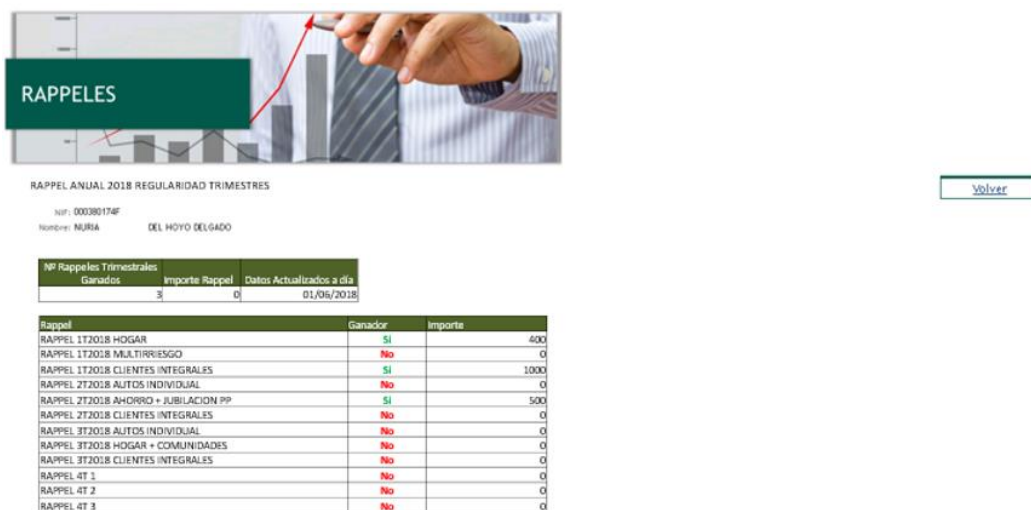 RAPPELES
RAPPEL ANUAL 2018 REGULARIDAD TRIMESTRES
Volver
NIF: 000380174F
Nombre: NURIA DEL HOYO DELGADO
Nº Rappeles Trimestrales Ganados Importe Rappel Datos Actualizados a día
3 0 01/06/2018
Rappel Ganador Importe
RAPPEL 1T2018 HOGAR Si 400
RAPPEL 1T2018 MULTIRRIESGO No 0
RAPPEL 1T2018 CLIENTES INTEGRALES Si 1000
RAPPEL 2T2018 AUTOS INDIVIDUAL No 0
RAPPEL 2T2018 AHORRO + JUBILACION PP Si 500
RAPPEL 2T2018 CLIENTES INTEGRALES No 0
RAPPEL 3T2018 AUTOS INDIVIDUAL No 0
RAPPEL 3T2018 HOGAR + COMUNIDADES No 0
RAPPEL 3T2018 CLIENTES INTEGRALES No 0
RAPPEL 4T 1 No 0
RAPPEL 4T 2 No 0
RAPPEL 4T 3 No 0